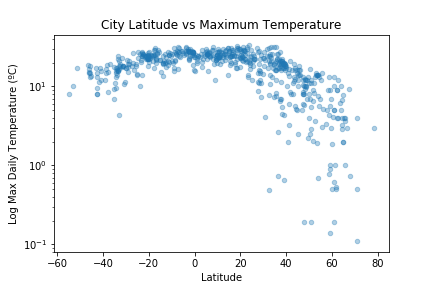 City Latitude vs Maximum Temperature
Log Max Daily Temperature (ºC)
10¹
10⁰
10⁻¹
−60 −40 −20 0 20 40 60 80
Latitude